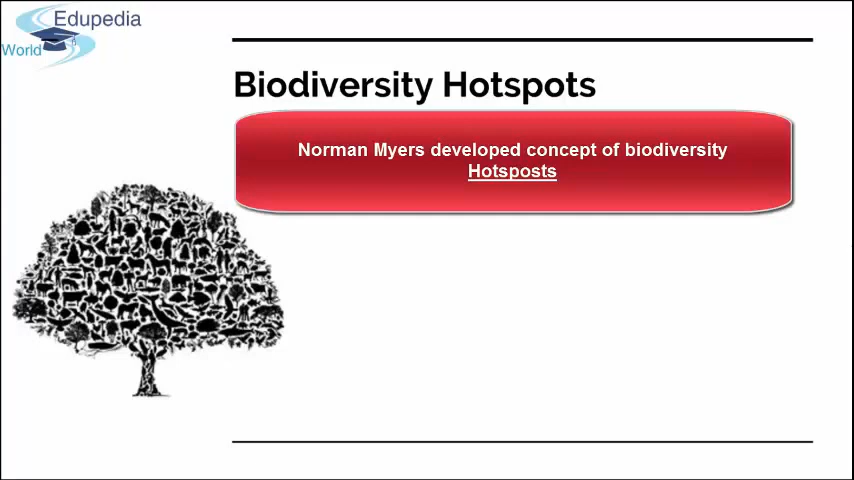 Edupedia
World
Biodiversity Hotspots
Norman Myers developed concept of biodiversity
Hotsposts